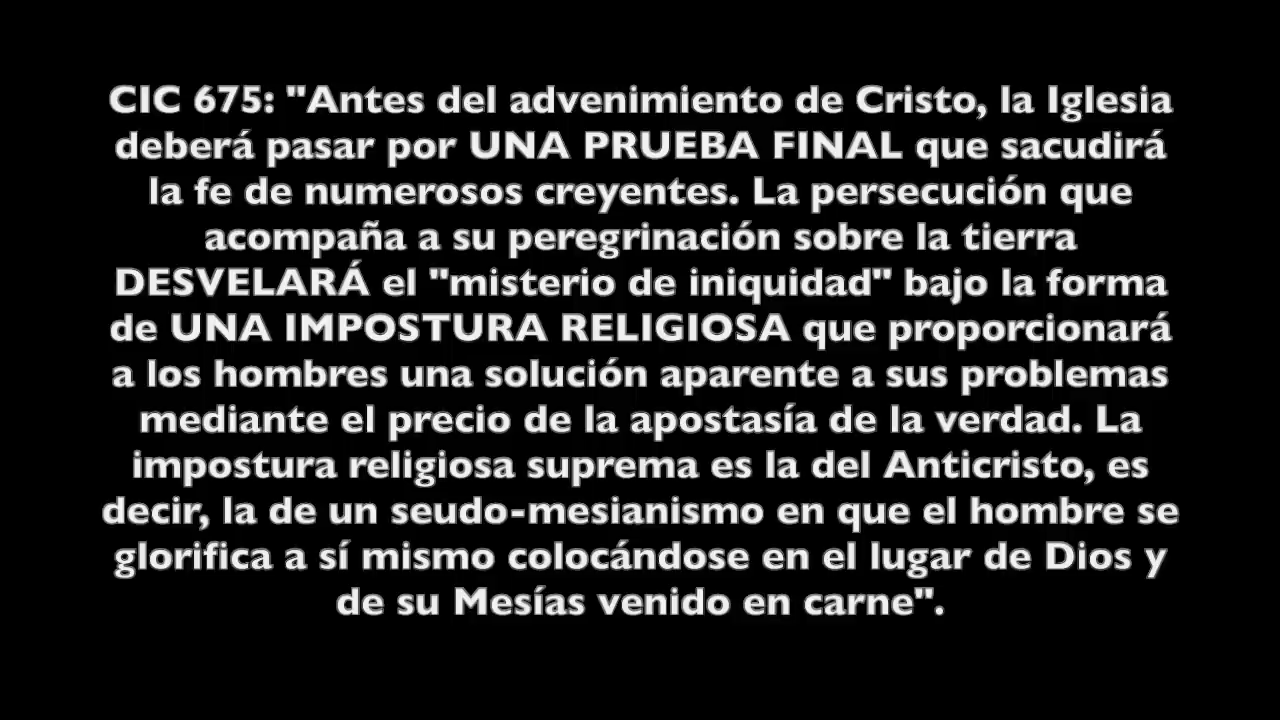 CIC 675: "Antes del advenimiento de Cristo, la Iglesia
deberá pasar por UNA PRUEBA FINAL que sacudirá
la fe de numerosos creyentes. La persecución que
acompaña a su peregrinación sobre la tierra
DESVELARÁ el "misterio de iniquidad" bajo la forma
de UNA IMPOSTURA RELIGIOSA que proporcionará
a los hombres una solución aparente a sus problemas
mediante el precio de la apostasía de la verdad. La
impostura religiosa suprema es la del Anticristo, es
decir, la de un seudo-mesianismo en que el hombre se
glorifica a sí mismo colocándose en el lugar de Dios y
de su Mesías venido en carne".